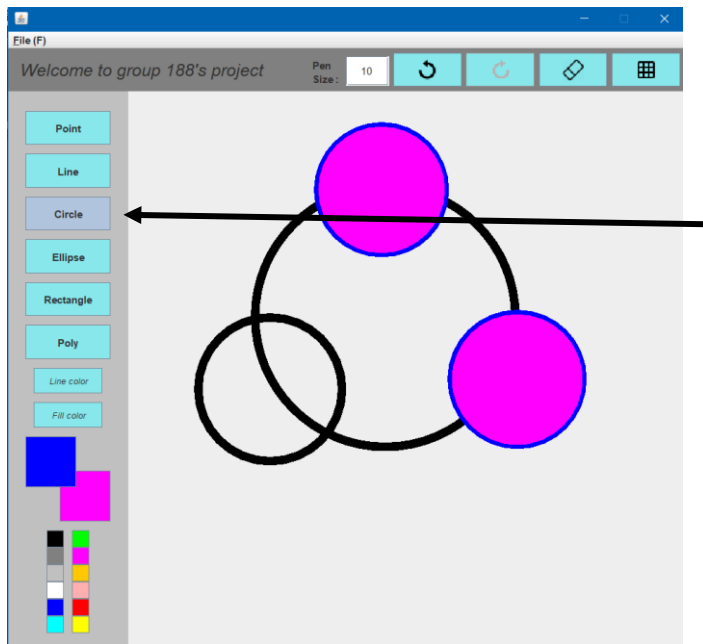 File (F)
Welcome to group 188's project
Pen
Size :
10
Point
Line
Circle
Ellipse
Rectangle
Poly
Line color
Fill color